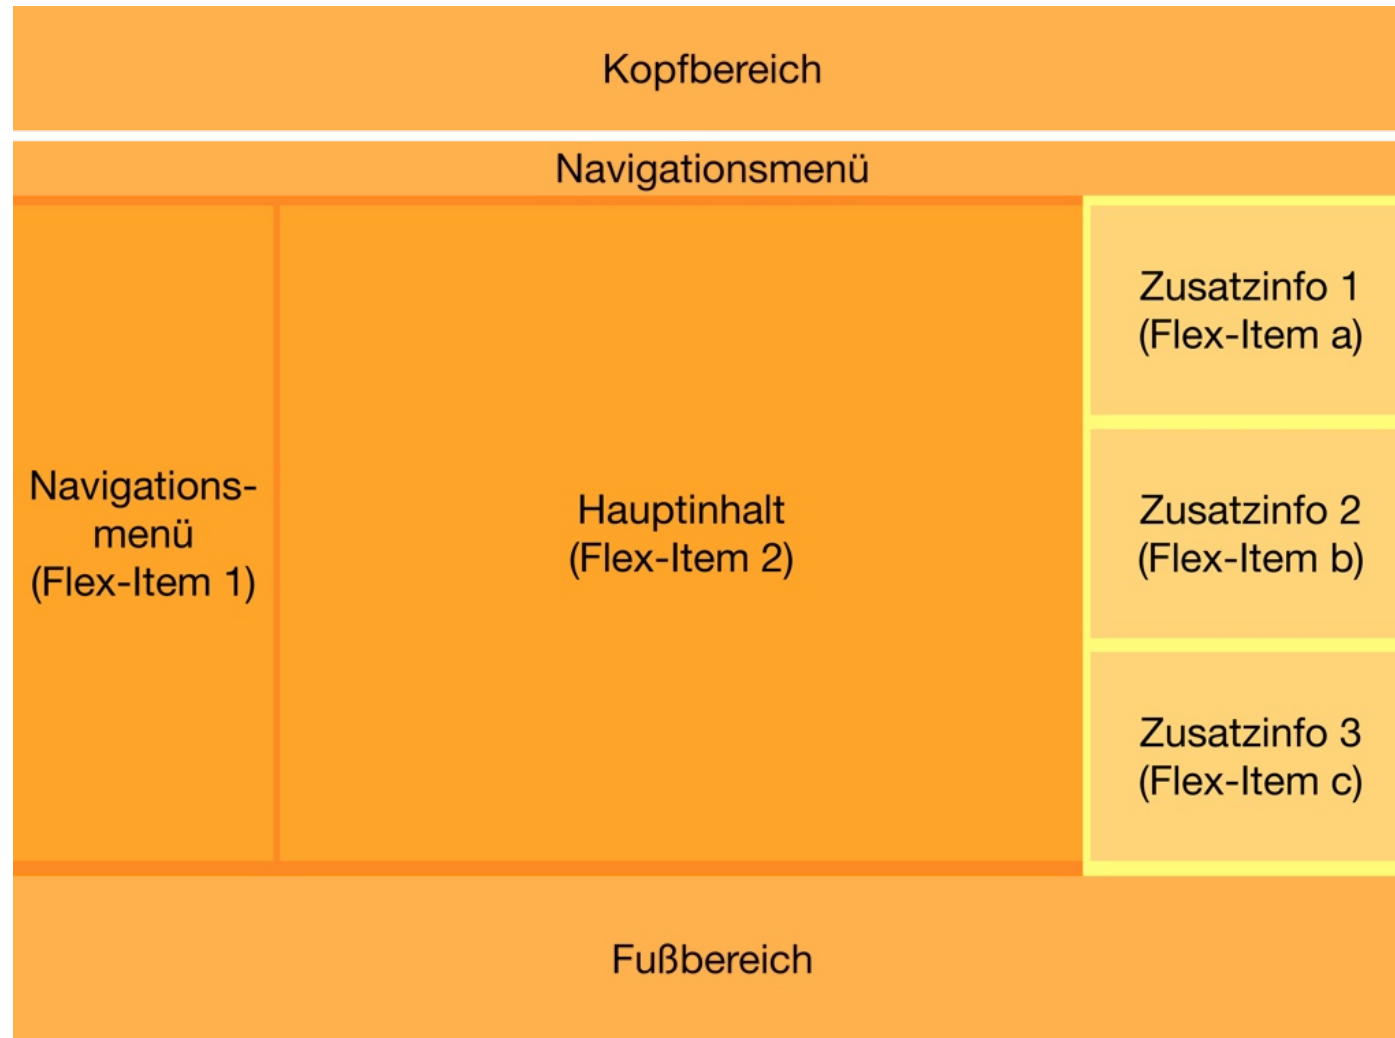 Kopfbereich
Navigationsmenü
Navigations-
menü
(Flex-Item 1)
Hauptinhalt
(Flex-Item 2)
Zusatzinfo 1
(Flex-Item a)
Zusatzinfo 2
(Flex-Item b)
Zusatzinfo 3
(Flex-Item c)
Fußbereich